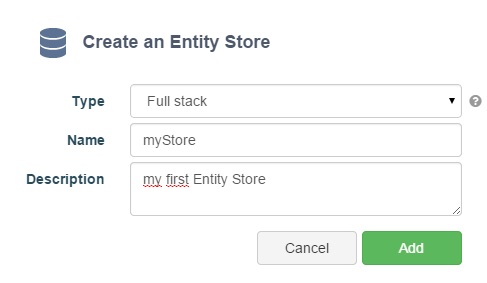 Create an Entity Store
Type Full stack
Name myStore
Description my first Entity Store
Cancel Add